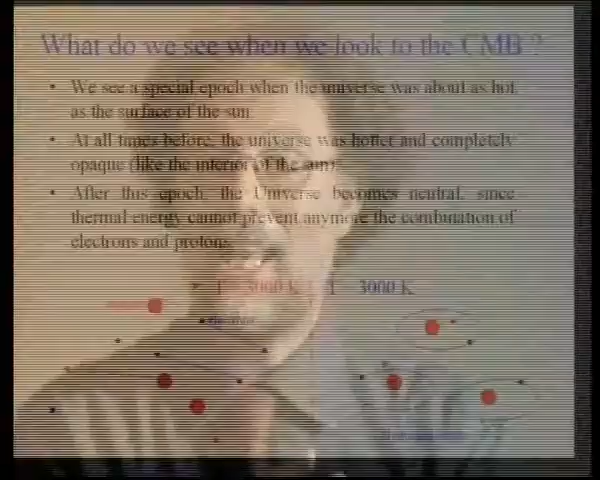 What do we see when we look to the CMB ?
• We see a special epoch when the universe was about as hot
as the surface of the sun.
• At all times before, the universe was hotter and completely
opaque (like the interior of the sun).
• After this epoch, the Universe becomes neutral, since
thermal energy cannot prevent anymore the combination of
electrons and protons.
T > 3000 K T 3000 K